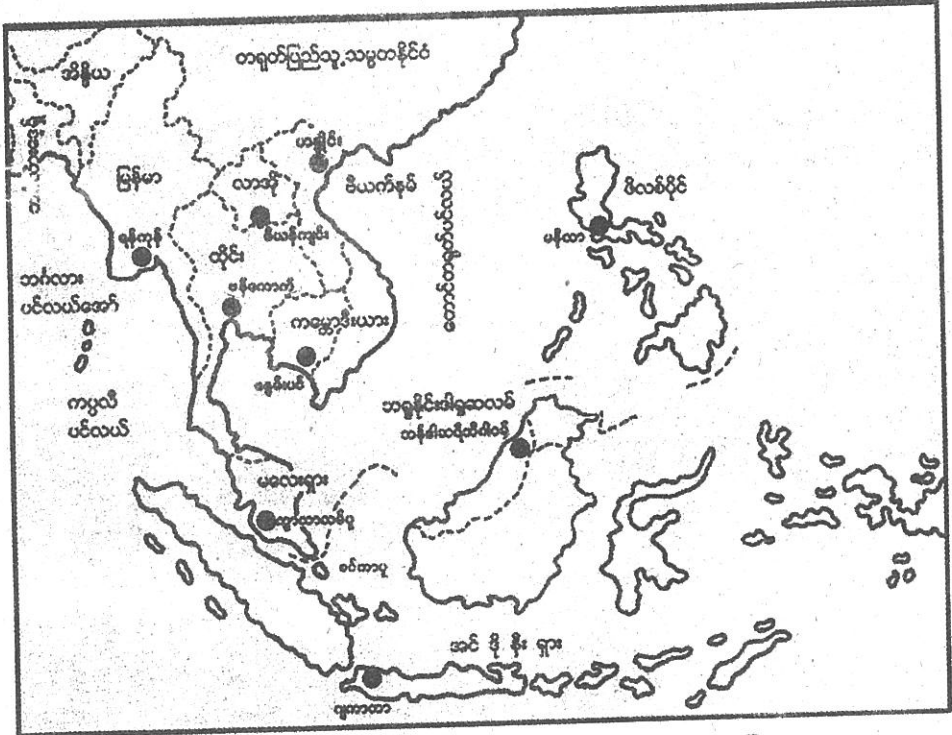 တရုတ်ပြည်သူ့သမ္မတနိုင်ငံ
အိန္ဒိယ
ဟနွိုင်း
မြန်မာ
လာအို
ဗီယက်နမ်
တောင်တရုတ်ပင်လယ်
ဖိလစ်ပိုင်
မနီလာ
ရန်ကုန်
ထိုင်း
ဗီယန်ကျင်း
ဘင်္ဂလား
ပင်လယ်အော်
ဗန်ကောက်
ကမ္ဘောဒီးယား
ဖနွမ်းပင်
ကပ္ပလီ
ပင်လယ်
ဘရူနိုင်းဒါရူဆလမ်
ဘန်ဒါဆရီဘီဂါဝန်
မလေးရှား
ကွာလာလမ်ပူ
စင်ကာပူ
အင် ဒို နီး ရှား
ဂျကာတာ